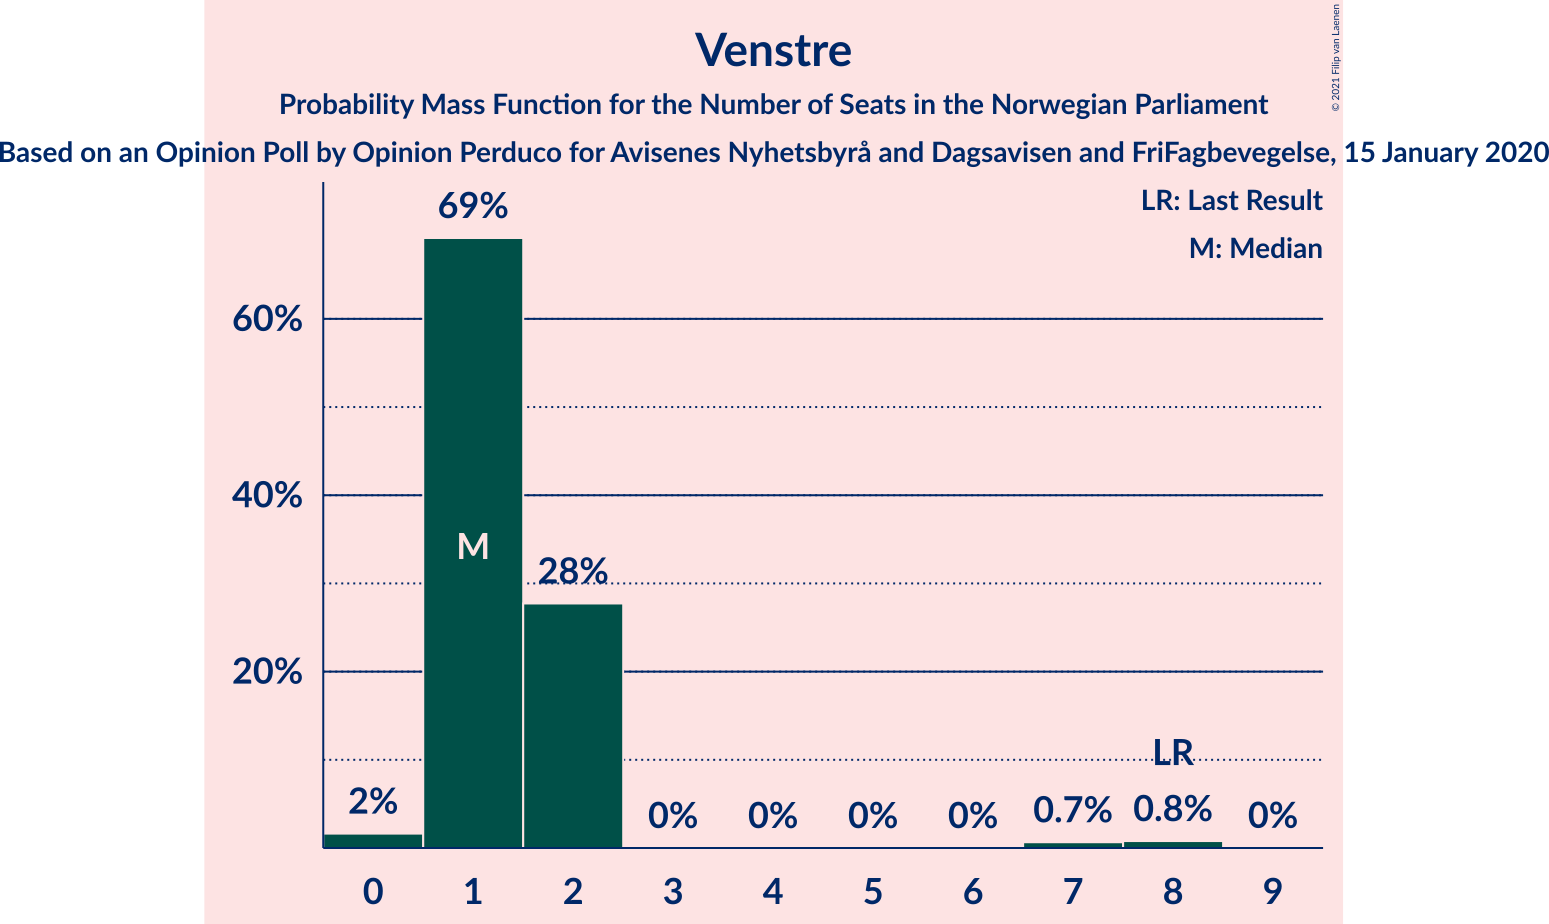 Venstre
Probability Mass Function for the Number of Seats in the Norwegian Parliament
Based on an Opinion Poll by Opinion Perduco for Avisenes Nyhetsbyrå and Dagsavisen and FriFagbevegelse, 15 January 2020
© 2021 Filip van Laenen
LR: Last Result
M: Median
69%
60%
40%
M
28%
20%
LR
2%
0%
0%
0%
0%
0.7%
0.8%
0%
0 1 2 3 4 5 6 7 8 9